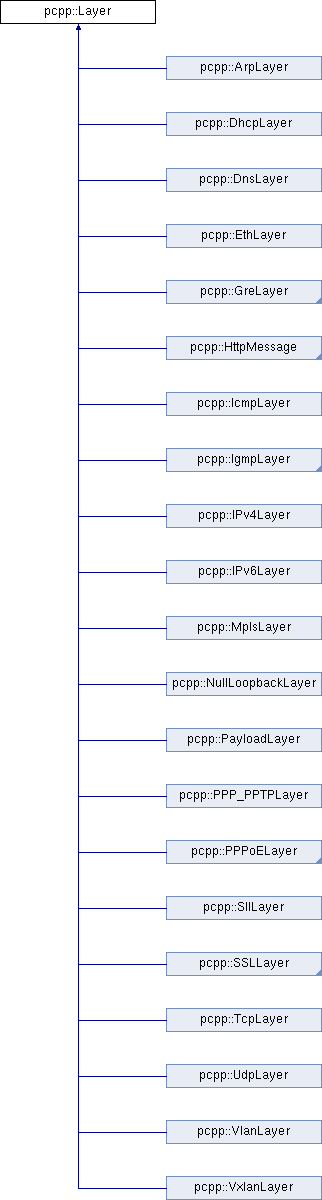 pcpp::Layer
pcpp::ArpLayer
pcpp::DhcpLayer
pcpp::DnsLayer
pcpp::EthLayer
pcpp::GreLayer
pcpp::HttpMessage
pcpp::IcmpLayer
pcpp::IgmpLayer
pcpp::IPv4Layer
pcpp::IPv6Layer
pcpp::MplsLayer
pcpp::NullLoopbackLayer
pcpp::PayloadLayer
pcpp::PPP_PPTPLayer
pcpp::PPPoELayer
pcpp::SllLayer
pcpp::SSLLayer
pcpp::TcpLayer
pcpp::UdpLayer
pcpp::VlanLayer
pcpp::VxlanLayer